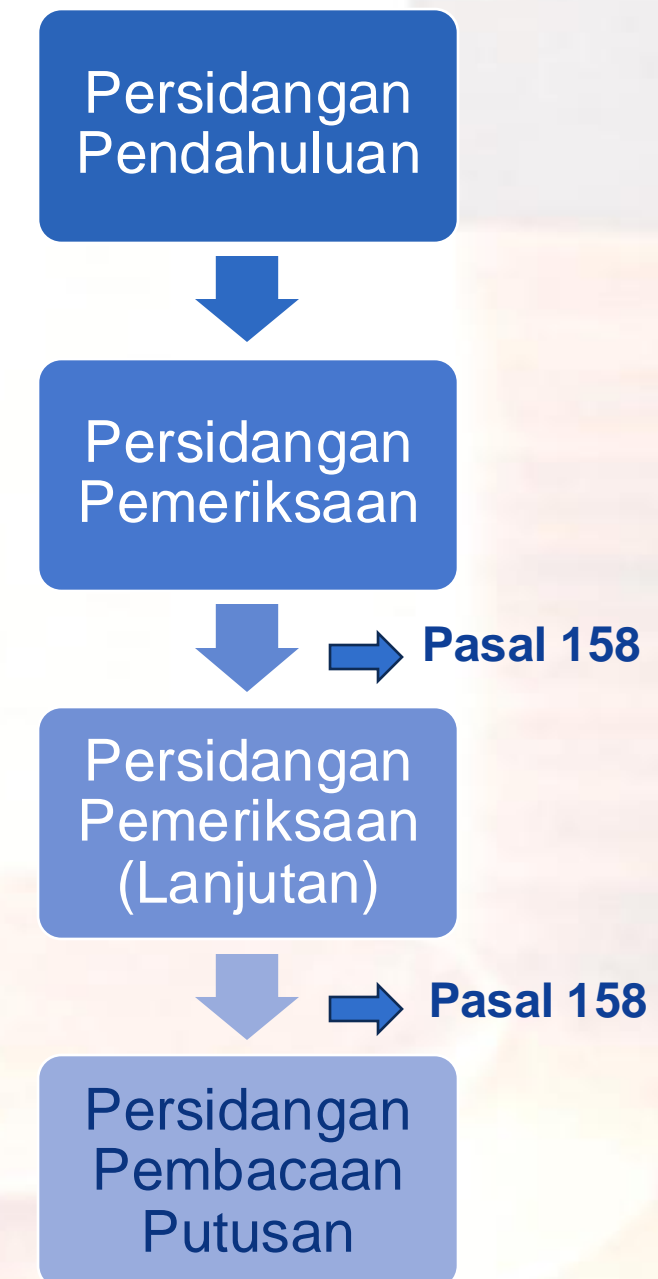 Persidangan
Pendahuluan
Persidangan
Pemeriksaan
Pasal 158
Persidangan
Pemeriksaan
(Lanjutan)
Pasal 158
Persidangan
Pembacaan
Putusan